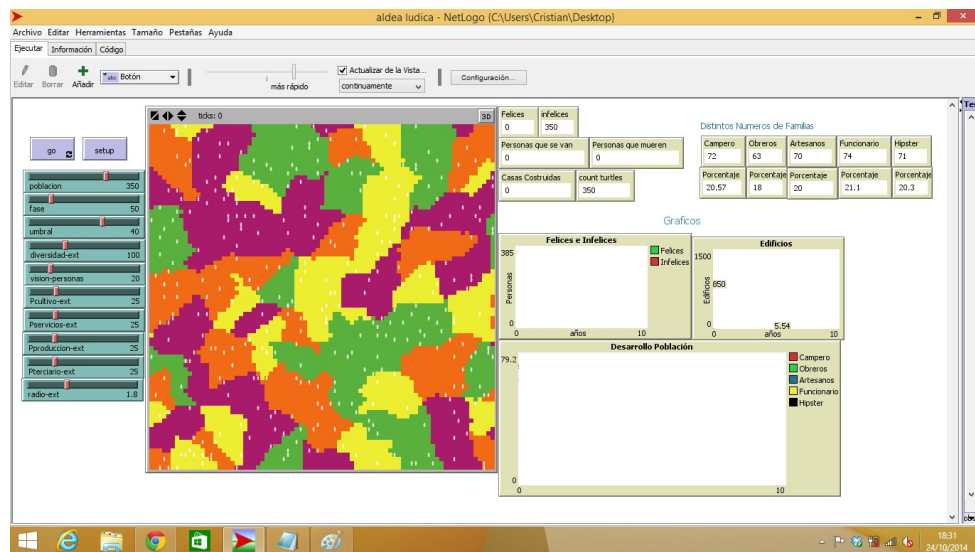 aldea ludica - NetLogo {C:\Users\Cristian\Desktop}
Archivo Editar Herramientas Tamaño Pestañas Ayuda
Ejecutar Información Código
Editar Borrar Añadir
abc Botón
más rápido
Actualizar de la Vista...
continuamente
Configuración...
ticks: 0
3D
go
setup
poblacion 350
fase 50
umbral 40
diversidad-ext 100
vision-personas 20
Pcultivo-ext 25
Pservicios-ext 25
Pproduccion-ext 25
Pterciario-ext 25
radio-ext 1.8
Felices infelices
0 350
Personas que se van Personas que mueren
0 0
Casas Costruidas count turtles
0 350
Distintos Numeros de Familias
Campero Obreros Artesanos Funcionario Hipster
72 63 70 74 71
Porcentaje Porcentaje Porcentaje Porcentaje Porcentaje
20.57 18 20 21.1 20.3
Graficos
Felices e Infelices
385
Personas
0
0 años 10
Felices
Infelices
Edificios
1500
Edificios
850
5.54
0
0 años 10
Desarrollo Población
79.2
0
0 10
Campero
Obreros
Artesanos
Funcionario
Hipster
18:31
24/10/2014